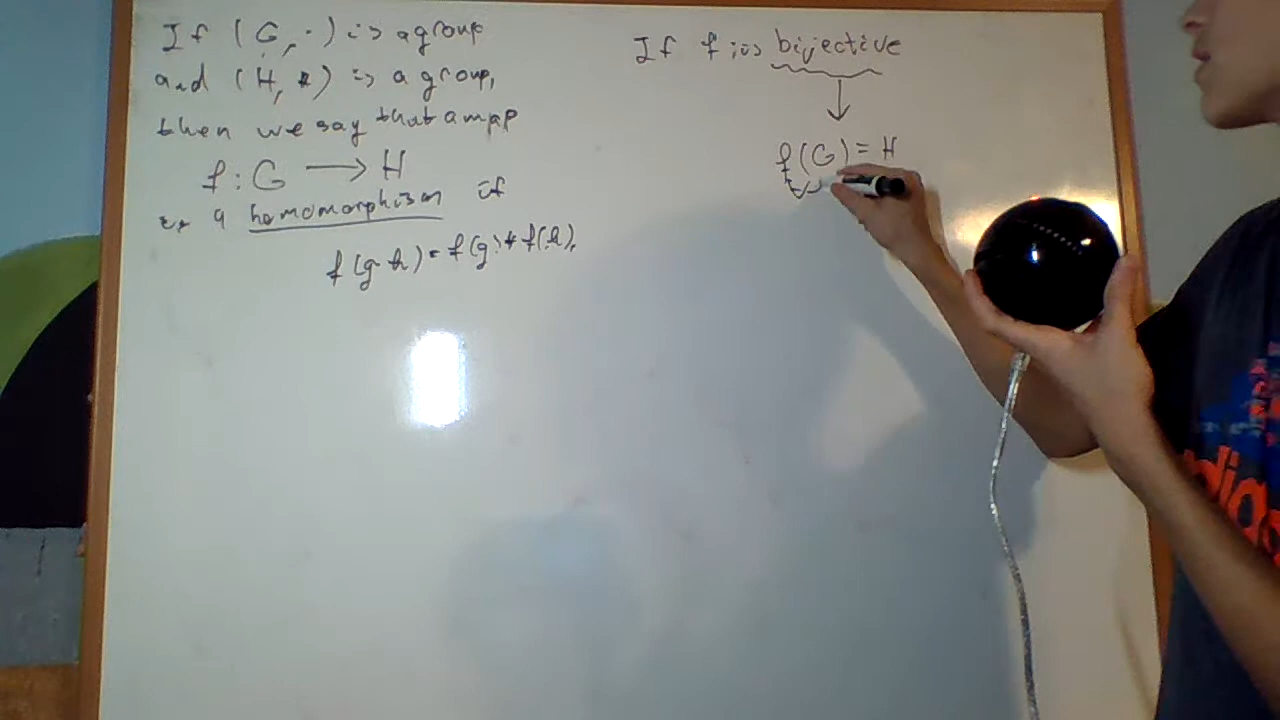 If (G, ·) is a group
and (H, *) is a group,
then we say that a map
f : G → H
is a homomorphism if
f(g·h) = f(g) * f(h).
If f is bijective
↓
f(G) = H